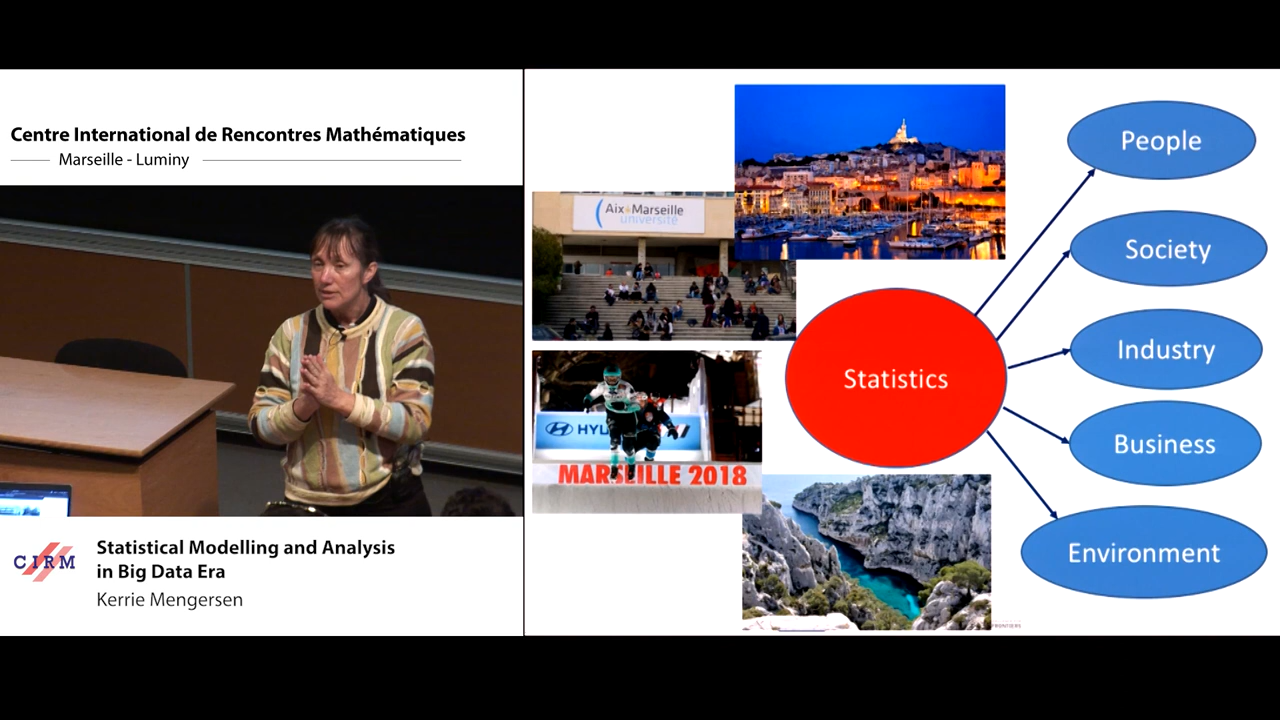 Centre International de Rencontres Mathématiques
Marseille - Luminy
CIRM
Statistical Modelling and Analysis
in Big Data Era
Kerrie Mengersen
Aix Marseille
université
HYU
MARSEILLE 2018
Statistics
People
Society
Industry
Business
Environment
FRONTIERS